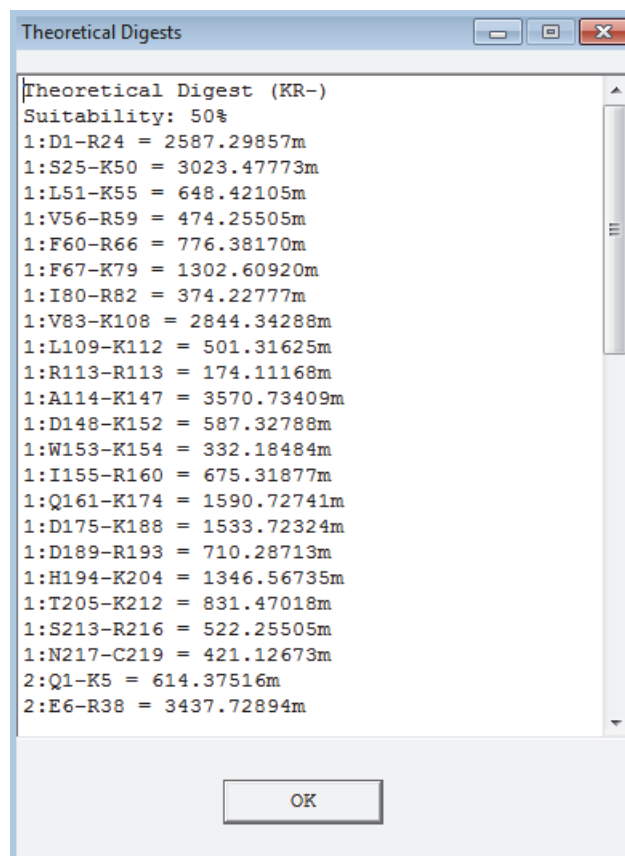 Theoretical Digests
Theoretical Digest (KR-)
Suitability: 50%
1:D1-R24 = 2587.29857m
1:S25-K50 = 3023.47773m
1:L51-K55 = 648.42105m
1:V56-R59 = 474.25505m
1:F60-R66 = 776.38170m
1:F67-K79 = 1302.60920m
1:I80-R82 = 374.22777m
1:V83-K108 = 2844.34288m
1:L109-K112 = 501.31625m
1:R113-R113 = 174.11168m
1:A114-K147 = 3570.73409m
1:D148-K152 = 587.32788m
1:W153-K154 = 332.18484m
1:I155-R160 = 675.31877m
1:Q161-K174 = 1590.72741m
1:D175-K188 = 1533.72324m
1:D189-R193 = 710.28713m
1:H194-K204 = 1346.56735m
1:T205-K212 = 831.47018m
1:S213-R216 = 522.25505m
1:N217-C219 = 421.12673m
2:Q1-K5 = 614.37516m
2:E6-R38 = 3437.72894m
OK